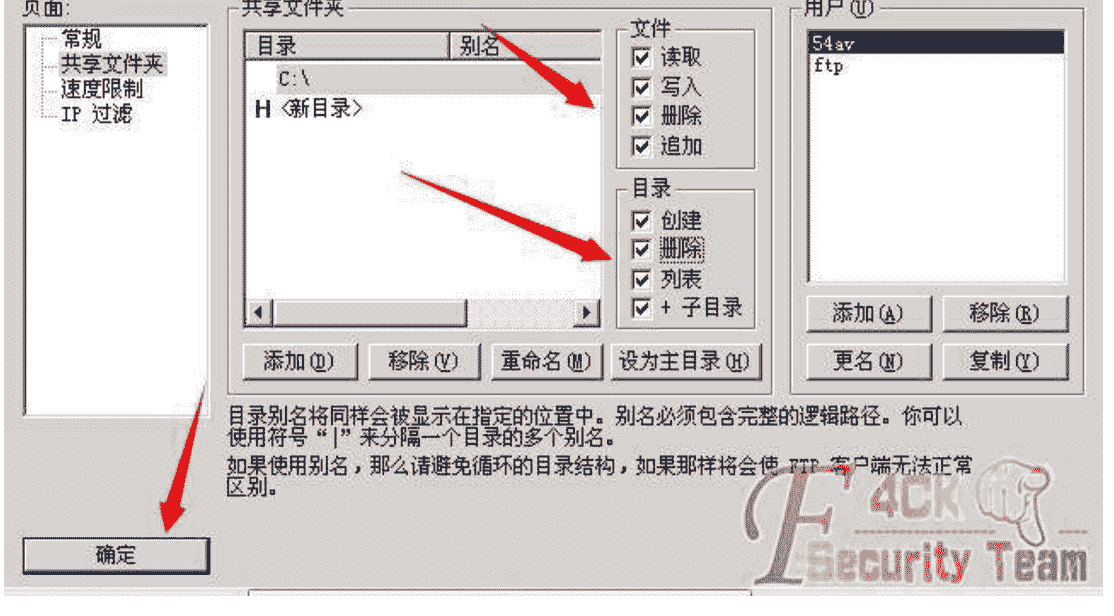 页面:
常规
共享文件夹
速度限制
IP 过滤
确定
共享文件夹
目录 别名
C:\
H <新目录>
文件
读取
写入
删除
追加
目录
创建
删除
列表
+ 子目录
添加(D) 移除(V) 重命名(M) 设为主目录(H)
用户(U)
54av
ftp
添加(A) 移除(R)
更名(N) 复制(Y)
目录别名将同样会被显示在指定的位置中。别名必须包含完整的逻辑路径。你可以
使用符号“|”来分隔一个目录的多个别名。
如果使用别名，那么请避免循环的目录结构，如果那样将会使 FTP 客户端无法正常
区别。
F4CK
Security Team